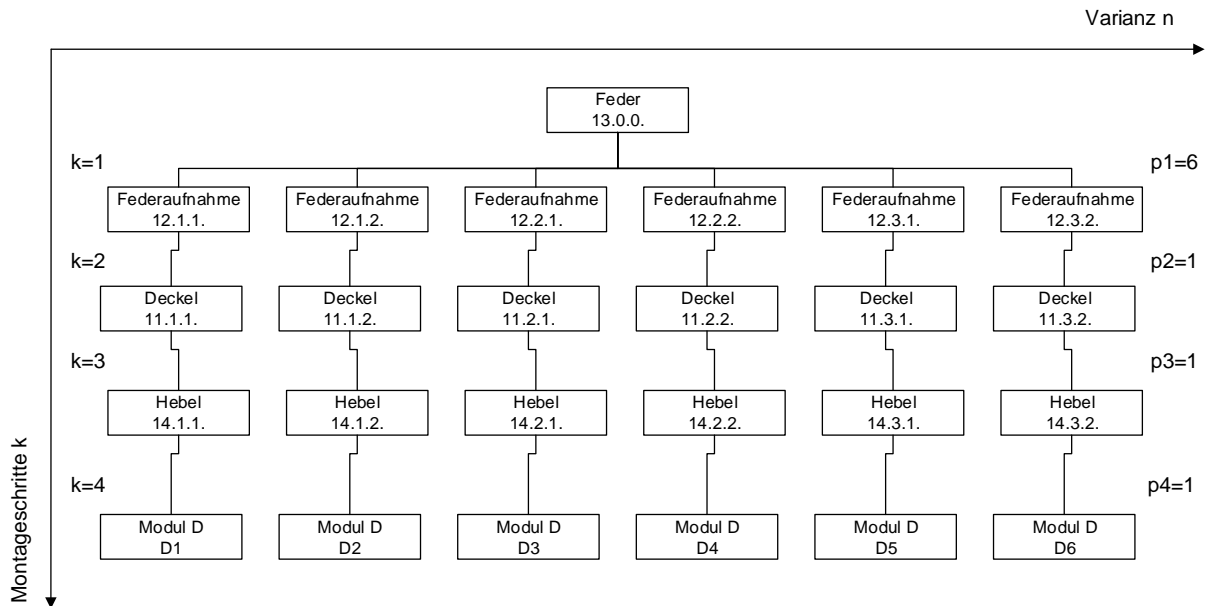 Varianz n
Feder
13.0.0.
k=1
p1=6
Federaufnahme
12.1.1.
Federaufnahme
12.1.2.
Federaufnahme
12.2.1.
Federaufnahme
12.2.2.
Federaufnahme
12.3.1.
Federaufnahme
12.3.2.
k=2
p2=1
Deckel
11.1.1.
Deckel
11.1.2.
Deckel
11.2.1.
Deckel
11.2.2.
Deckel
11.3.1.
Deckel
11.3.2.
k=3
p3=1
Hebel
14.1.1.
Hebel
14.1.2.
Hebel
14.2.1.
Hebel
14.2.2.
Hebel
14.3.1.
Hebel
14.3.2.
k=4
p4=1
Modul D
D1
Modul D
D2
Modul D
D3
Modul D
D4
Modul D
D5
Modul D
D6
Montageschritte k